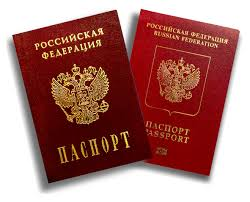 РОССИЙСКАЯ
ФЕДЕРАЦИЯ
ПАСПОРТ
РОССИЙСКАЯ ФЕДЕРАЦИЯ
RUSSIAN FEDERATION
ПАСПОРТ
PASSPORT